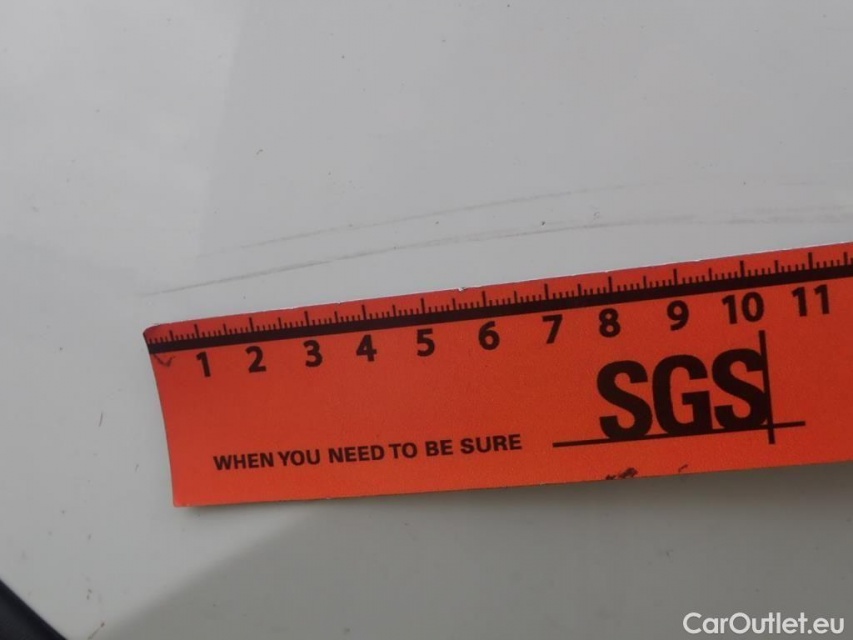 1 2 3 4 5 6 7 8 9 10 11
SGS
WHEN YOU NEED TO BE SURE
CarOutlet.eu